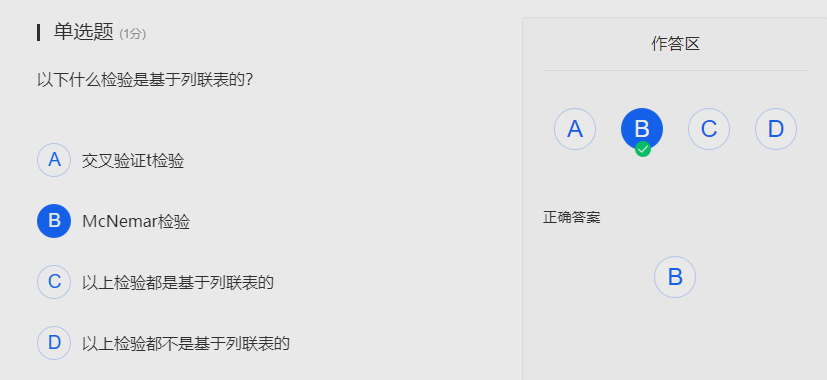 单选题 (1分)
以下什么检验是基于列联表的？
A 交叉验证t检验
B McNemar检验
C 以上检验都是基于列联表的
D 以上检验都不是基于列联表的
作答区
A B C D
正确答案
B